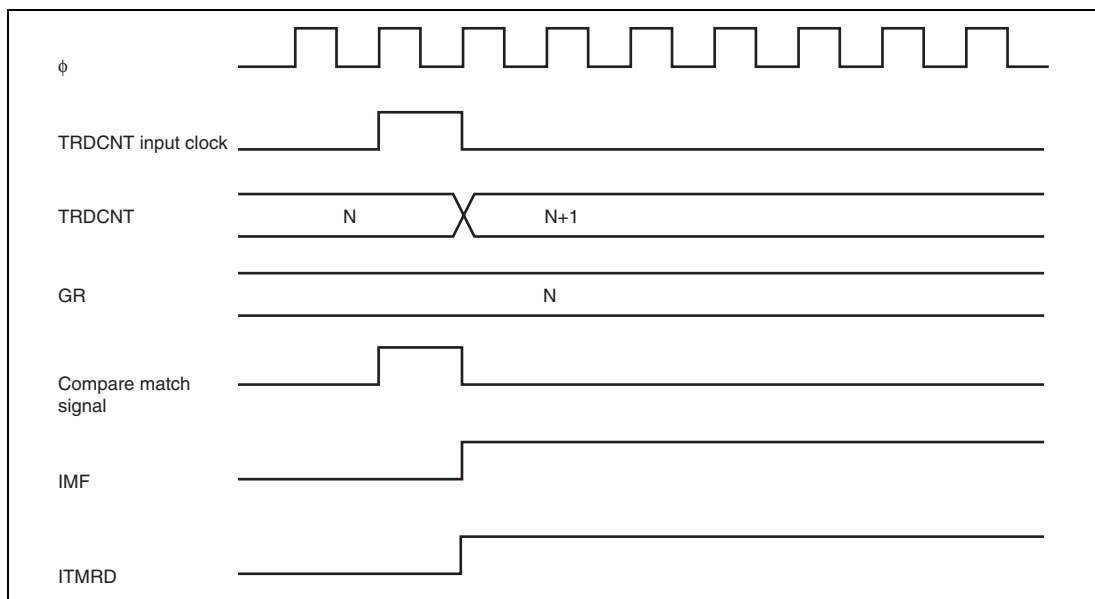 φ
TRDCNT input clock
TRDCNT
N
N+1
GR
N
Compare match
signal
IMF
ITMRD